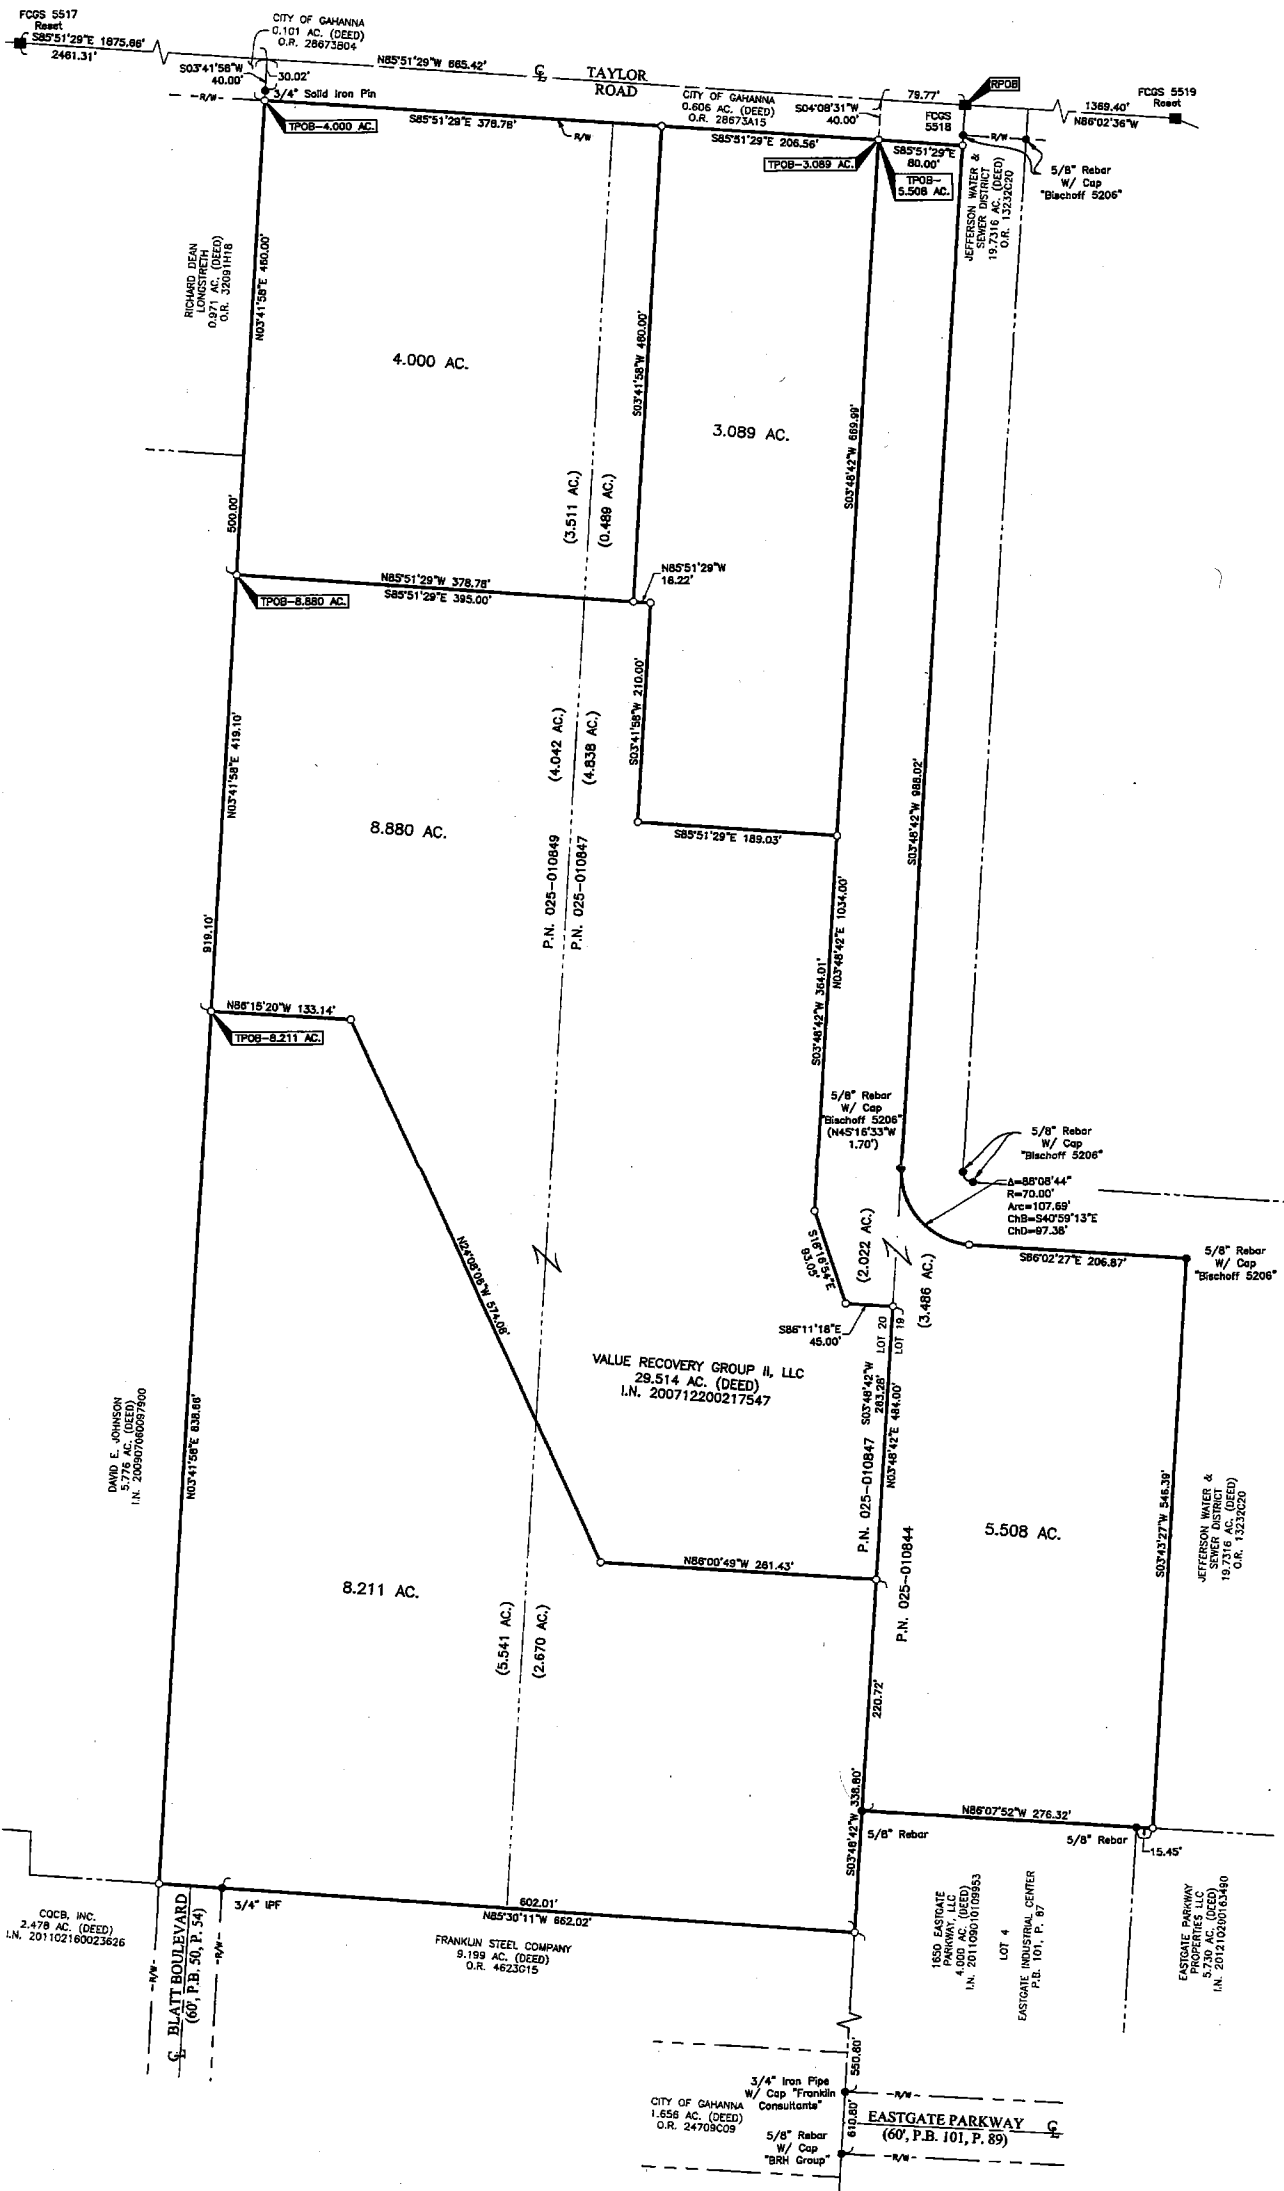 FCGS 5517
Reset
S85°51'29"E 1875.66'
2461.31'
CITY OF GAHANNA
0.101 AC. (DEED)
O.R. 28673B04
S03°41'58"W
40.00'
30.02'
N85°51'29"W 665.42'
TAYLOR
ROAD
CITY OF GAHANNA
0.606 AC. (DEED)
O.R. 28673A15
S04°08'31"W
40.00'
79.77'
RPOB
FCGS
5518
1369.40'
N86°02'36"W
FCGS 5519
Reset
-R/W-
3/4" Solid Iron Pin
TPOB-4.000 AC.
S85°51'29"E 378.78'
R/W
S85°51'29"E 206.56'
TPOB-3.089 AC.
S85°51'29"E
80.00'
TPOB-
5.508 AC.
-R/W-
5/8" Rebar
W/ Cap
"Bischoff 5206"
JEFFERSON WATER &
SEWER DISTRICT
19.7316 AC. (DEED)
O.R. 13232C20
RICHARD DEAN
LONGSTRETH
0.971 AC. (DEED)
O.R. 32091H18
N03°41'58"E 460.00'
4.000 AC.
S03°41'58"W 460.00'
3.089 AC.
S03°48'42"W 669.99'
500.00'
(3.511 AC.)
(0.489 AC.)
N85°51'29"W 378.78'
S85°51'29"E 395.00'
N85°51'29"W
16.22'
TPOB-8.880 AC.
S03°41'58"W 210.00'
N03°41'58"E 419.10'
(4.042 AC.)
(4.838 AC.)
8.880 AC.
S85°51'29"E 189.03'
S03°48'42"W 988.02'
P.N. 025-010849
P.N. 025-010847
919.10'
N03°48'42"E 1034.00'
S03°48'42"W 364.01'
N86°15'20"W 133.14'
TPOB-8.211 AC.
5/8" Rebar
W/ Cap
"Bischoff 5206"
(N45°16'33"W
1.70')
5/8" Rebar
W/ Cap
"Bischoff 5206"
Δ=88°08'44"
R=70.00'
Arc=107.69'
ChB=S40°59'13"E
ChD=97.38'
S16°16'54"E
93.05'
(2.022 AC.)
(3.486 AC.)
S86°02'27"E 206.87'
5/8" Rebar
W/ Cap
"Bischoff 5206"
N24°08'08"W 574.08'
S86°11'18"E
45.00'
LOT 20
LOT 19
VALUE RECOVERY GROUP II, LLC
29.514 AC. (DEED)
I.N. 200712200217547
S03°48'42"W
283.28'
N03°48'42"E 484.00'
DAVID E. JOHNSON
5.776 AC. (DEED)
I.N. 200907060097900
N03°41'58"E 838.66'
P.N. 025-010847
P.N. 025-010844
5.508 AC.
S03°43'27"W 546.39'
JEFFERSON WATER &
SEWER DISTRICT
19.7316 AC. (DEED)
O.R. 13232C20
N86°00'49"W 261.43'
8.211 AC.
(5.541 AC.)
(2.670 AC.)
220.72'
S03°48'42"W 338.80'
N86°07'52"W 276.32'
5/8" Rebar
5/8" Rebar
15.45'
3/4" IPF
602.01'
N85°30'11"W 662.02'
COCB, INC.
2.478 AC. (DEED)
I.N. 201102160023626
BLATT BOULEVARD
(60', P.B. 50, P. 54)
-R/W-
-R/W-
FRANKLIN STEEL COMPANY
9.199 AC. (DEED)
O.R. 4623G15
1650 EASTGATE
PARKWAY, LLC
4.000 AC. (DEED)
I.N. 201109010109953
LOT 4
EASTGATE INDUSTRIAL CENTER
P.B. 101, P. 87
EASTGATE PARKWAY
PROPERTIES LLC
5.730 AC. (DEED)
I.N. 201210200163490
550.80'
3/4" Iron Pipe
W/ Cap "Franklin
Consultants"
-R/W-
CITY OF GAHANNA
1.656 AC. (DEED)
O.R. 24709C09
610.80'
EASTGATE PARKWAY
(60', P.B. 101, P. 89)
5/8" Rebar
W/ Cap
"BRH Group"
-R/W-